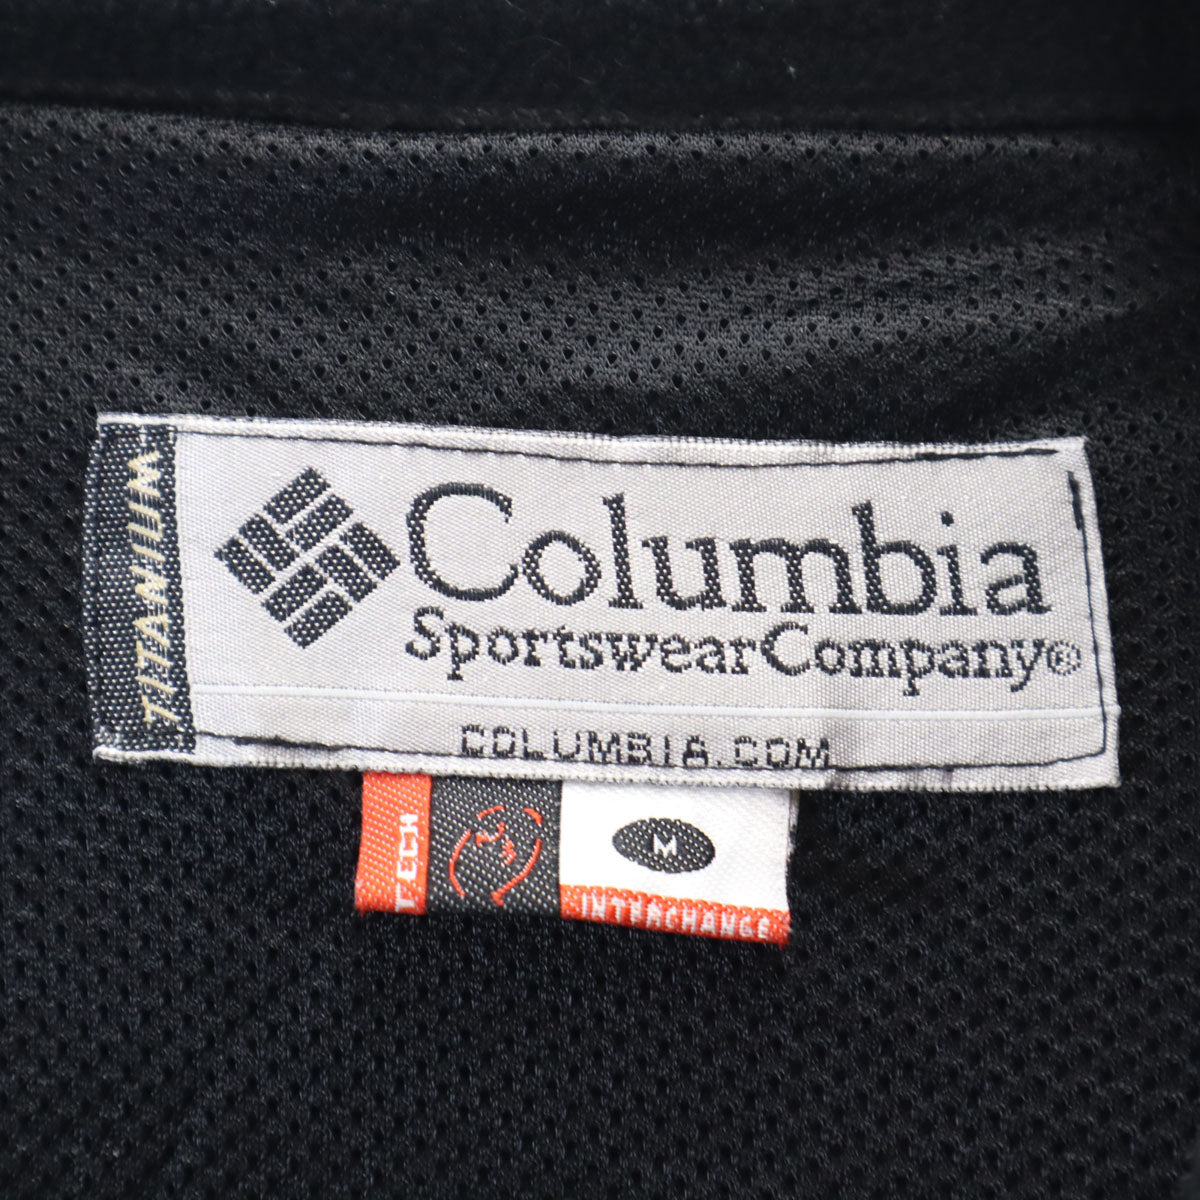 TITANIUM
Columbia
SportswearCompany®
COLUMBIA.COM
TECH
M
INTERCHANGE